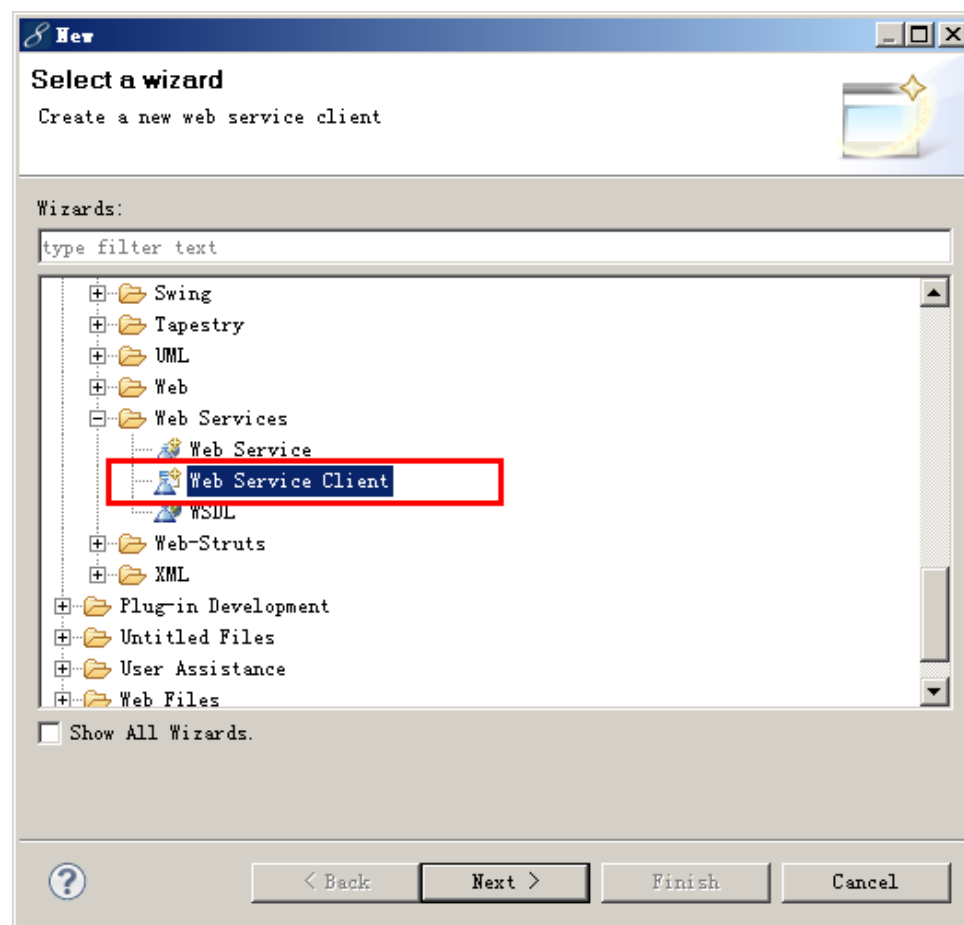 New
Select a wizard
Create a new web service client
Wizards:
type filter text
Swing
Tapestry
UML
Web
Web Services
Web Service
Web Service Client
WSDL
Web-Struts
XML
Plug-in Development
Untitled Files
User Assistance
Web Files
Show All Wizards.
? < Back Next > Finish Cancel